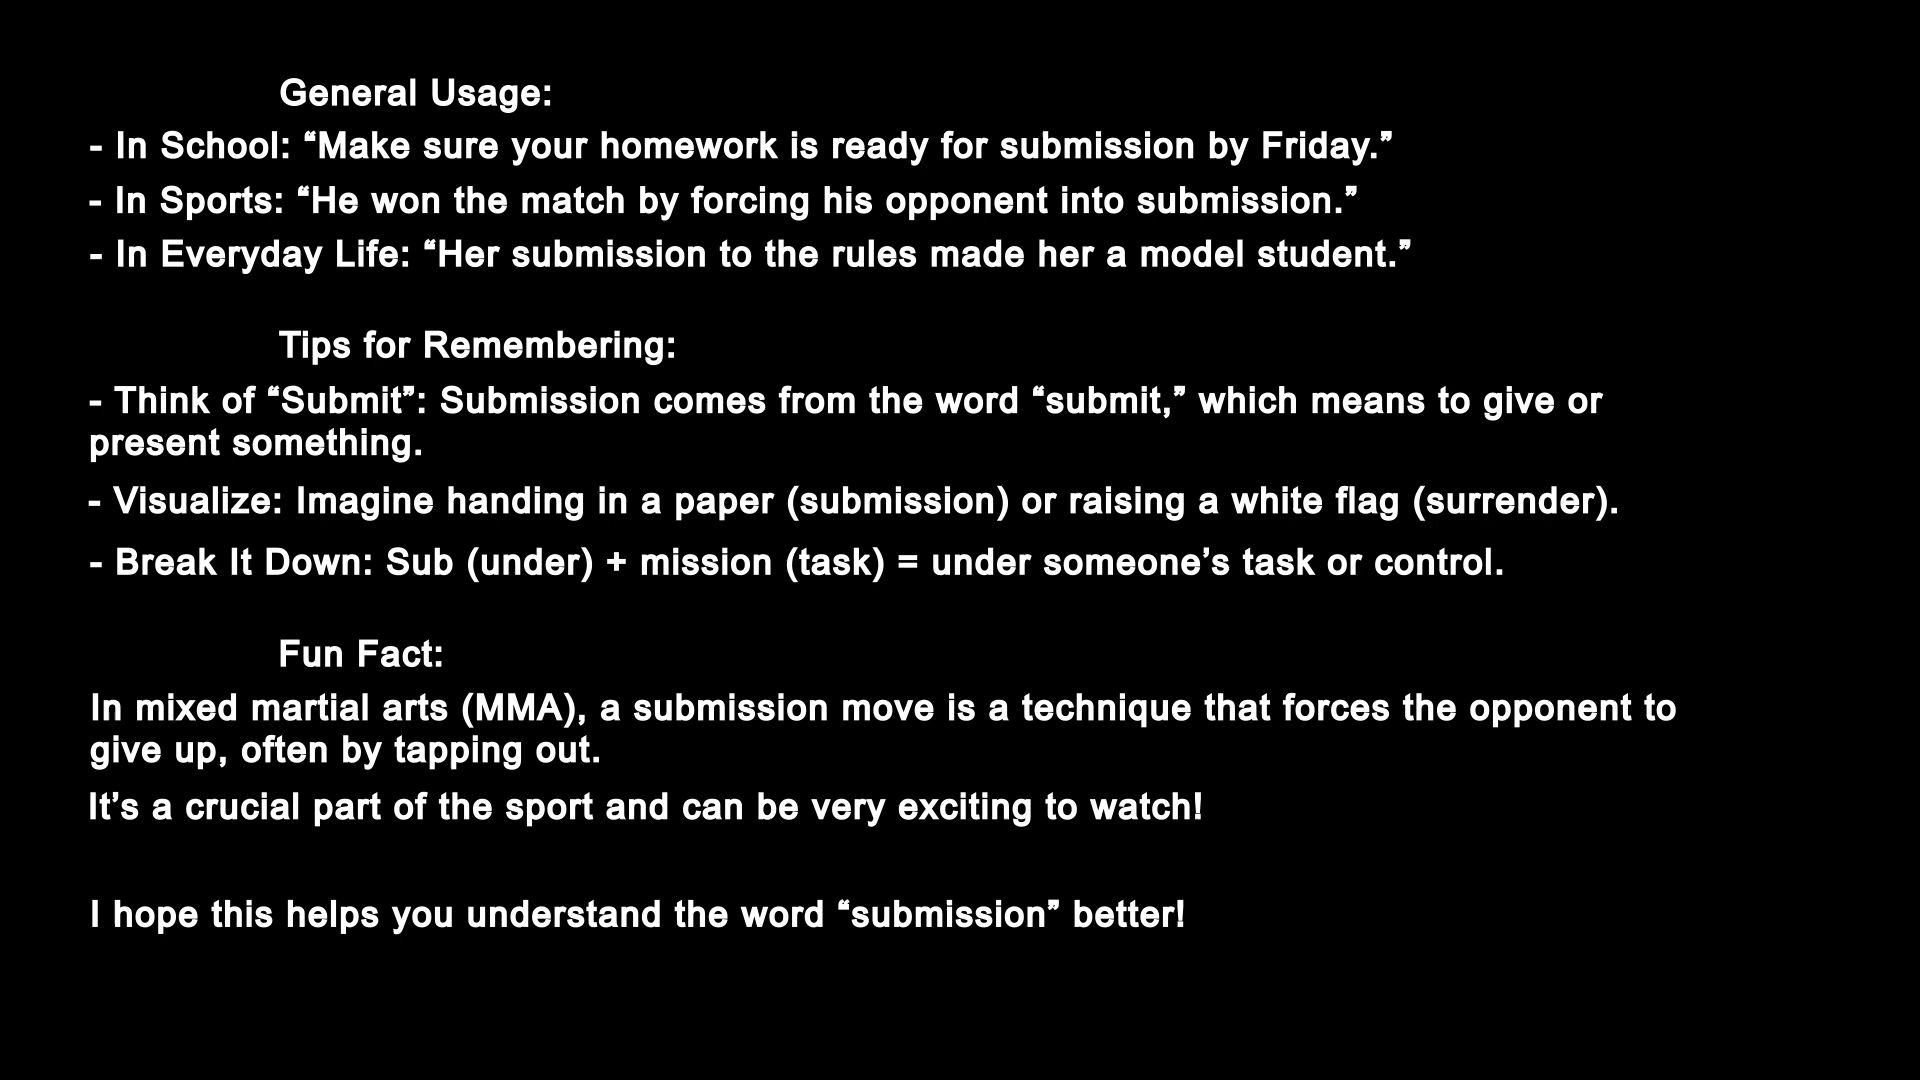 General Usage:
- In School: “Make sure your homework is ready for submission by Friday.”
- In Sports: “He won the match by forcing his opponent into submission.”
- In Everyday Life: “Her submission to the rules made her a model student.”
Tips for Remembering:
- Think of “Submit”: Submission comes from the word “submit,” which means to give or
present something.
- Visualize: Imagine handing in a paper (submission) or raising a white flag (surrender).
- Break It Down: Sub (under) + mission (task) = under someone’s task or control.
Fun Fact:
In mixed martial arts (MMA), a submission move is a technique that forces the opponent to
give up, often by tapping out.
It’s a crucial part of the sport and can be very exciting to watch!
I hope this helps you understand the word “submission” better!